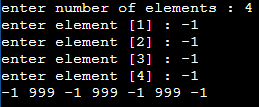 enter number of elements : 4
enter element [1] : -1
enter element [2] : -1
enter element [3] : -1
enter element [4] : -1
-1 999 -1 999 -1 999 -1